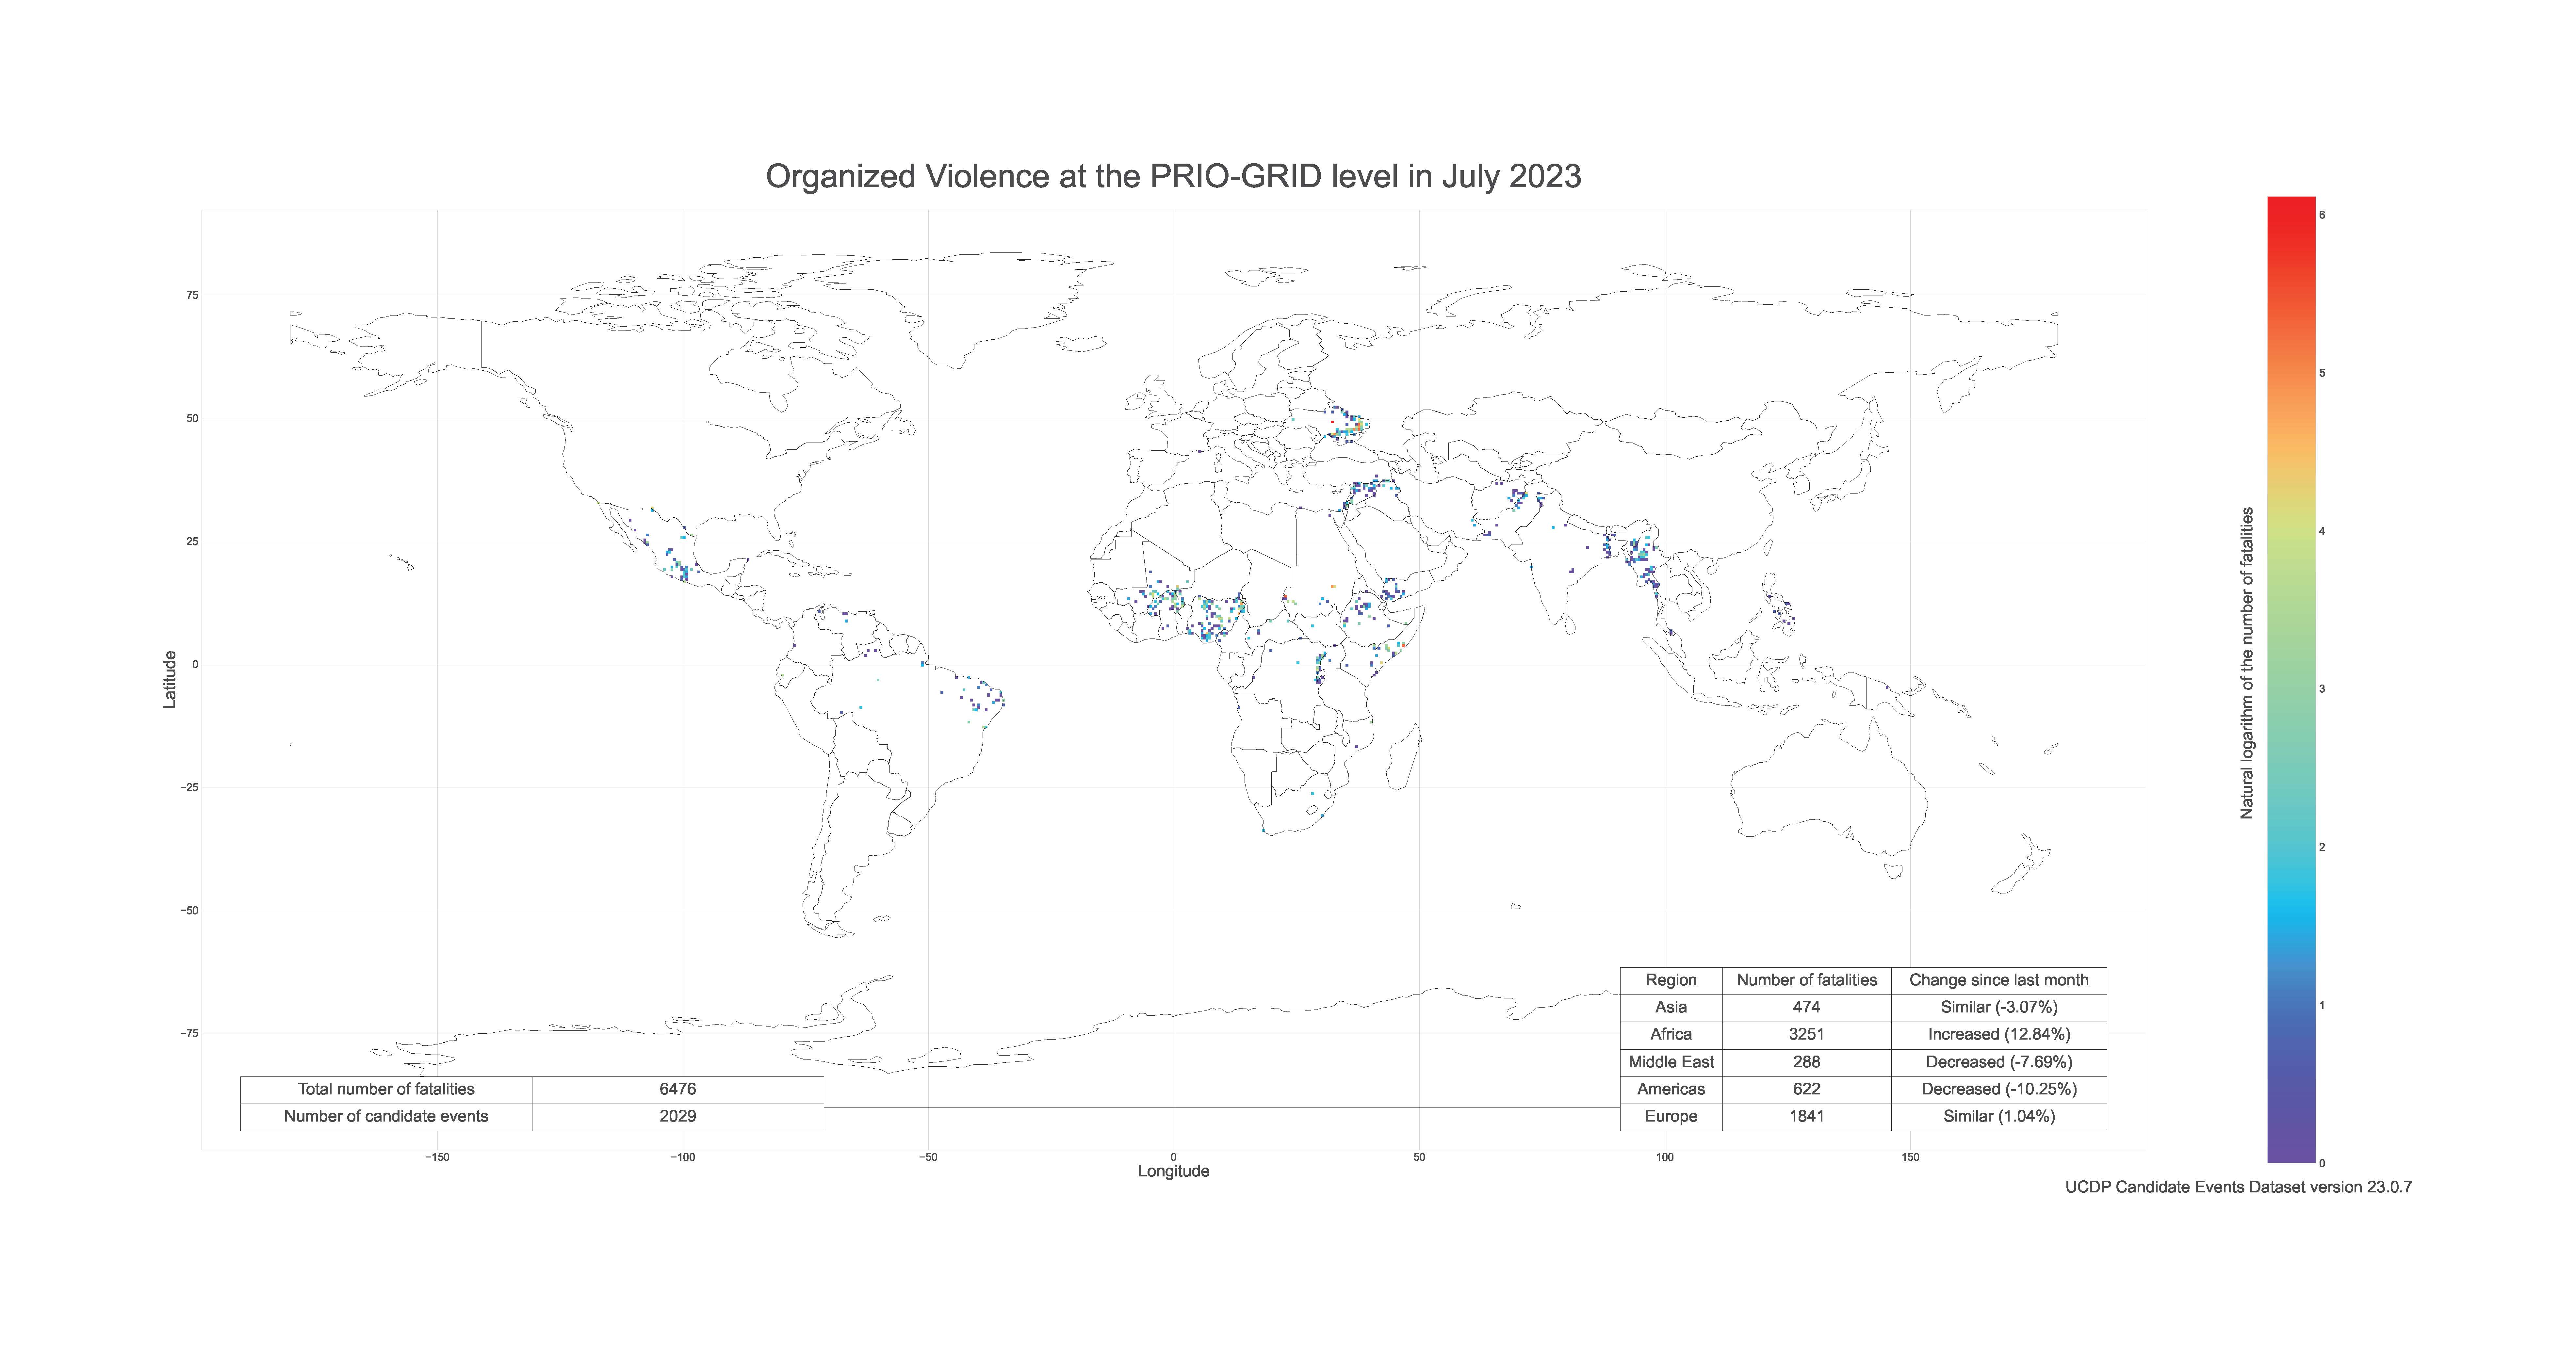 Organized Violence at the PRIO-GRID level in July 2023
75
50
25
0
−25
−50
−75
Latitude
−150
−100
−50
0
50
100
150
Longitude
Total number of fatalities 6476
Number of candidate events 2029
Region Number of fatalities Change since last month
Asia 474 Similar (-3.07%)
Africa 3251 Increased (12.84%)
Middle East 288 Decreased (-7.69%)
Americas 622 Decreased (-10.25%)
Europe 1841 Similar (1.04%)
6
5
4
3
2
1
0
Natural logarithm of the number of fatalities
UCDP Candidate Events Dataset version 23.0.7